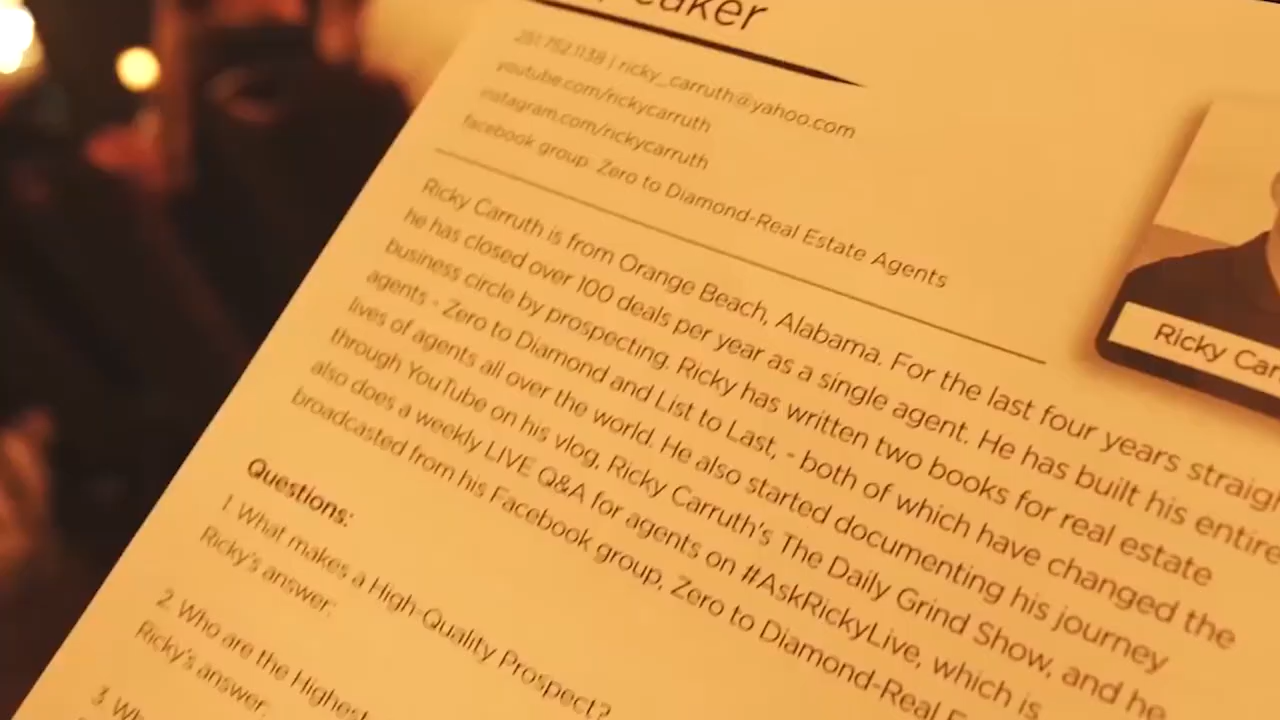 eaker
251.752.1138 | ricky_carruth@yahoo.com
youtube.com/rickycarruth
instagram.com/rickycarruth
facebook group: Zero to Diamond-Real Estate Agents
Ricky Car
Ricky Carruth is from Orange Beach, Alabama. For the last four years straigh
he has closed over 100 deals per year as a single agent. He has built his entire
business circle by prospecting. Ricky has written two books for real estate
agents - Zero to Diamond and List to Last, - both of which have changed the
lives of agents all over the world. He also started documenting his journey
through YouTube on his vlog, Ricky Carruth's The Daily Grind Show, and he
also does a weekly LIVE Q&A for agents on #AskRickyLive, which is
broadcasted from his Facebook group, Zero to Diamond-Real E
Questions:
1. What makes a High-Quality Prospect?
Ricky's answer:
2. Who are the Highest
Ricky's answer:
3. Wh